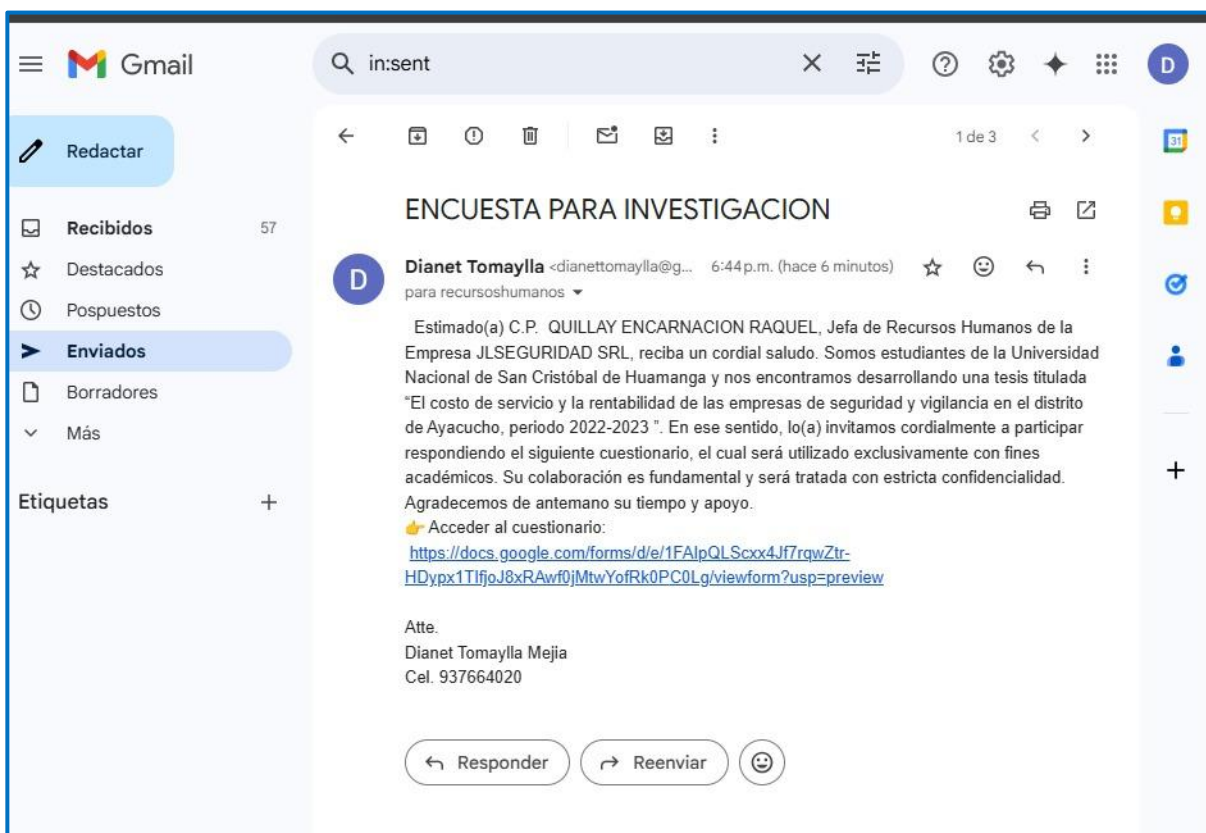 Gmail
in:sent
D
Redactar
1 de 3
31
ENCUESTA PARA INVESTIGACION
Recibidos 57
Destacados
Pospuestos
Enviados
Borradores
Más
Etiquetas
D
Dianet Tomaylla <dianettomaylla@g... 6:44 p.m. (hace 6 minutos)
para recursoshumanos
Estimado(a) C.P. QUILLAY ENCARNACION RAQUEL, Jefa de Recursos Humanos de la
Empresa JLSEGURIDAD SRL, reciba un cordial saludo. Somos estudiantes de la Universidad
Nacional de San Cristóbal de Huamanga y nos encontramos desarrollando una tesis titulada
“El costo de servicio y la rentabilidad de las empresas de seguridad y vigilancia en el distrito
de Ayacucho, periodo 2022-2023 ”. En ese sentido, lo(a) invitamos cordialmente a participar
respondiendo el siguiente cuestionario, el cual será utilizado exclusivamente con fines
académicos. Su colaboración es fundamental y será tratada con estricta confidencialidad.
Agradecemos de antemano su tiempo y apoyo.
👉 Acceder al cuestionario:
https://docs.google.com/forms/d/e/1FAIpQLScxx4Jf7rqwZtr-
HDypx1TIfjoJ8xRAwf0jMtwYofRk0PC0Lg/viewform?usp=preview
Atte.
Dianet Tomaylla Mejia
Cel. 937664020
Responder
Reenviar